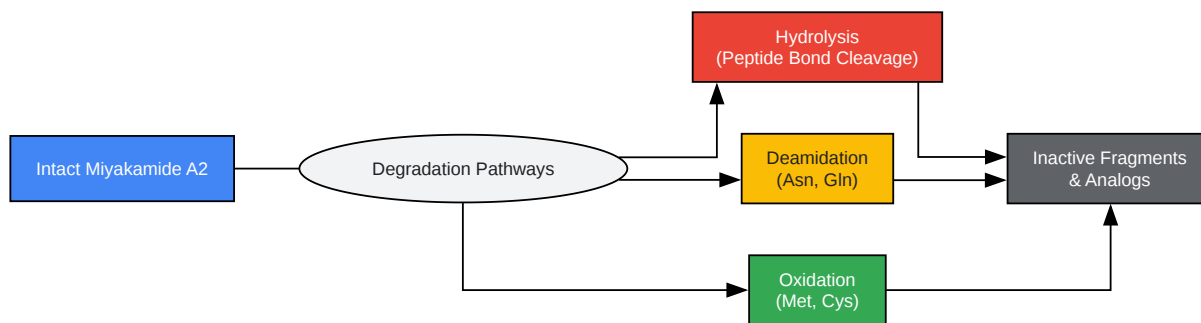 Hydrolysis
(Peptide Bond Cleavage)
Intact Miyakamide A2
Degradation Pathways
Deamidation
(Asn, Gln)
Inactive Fragments
& Analogs
Oxidation
(Met, Cys)